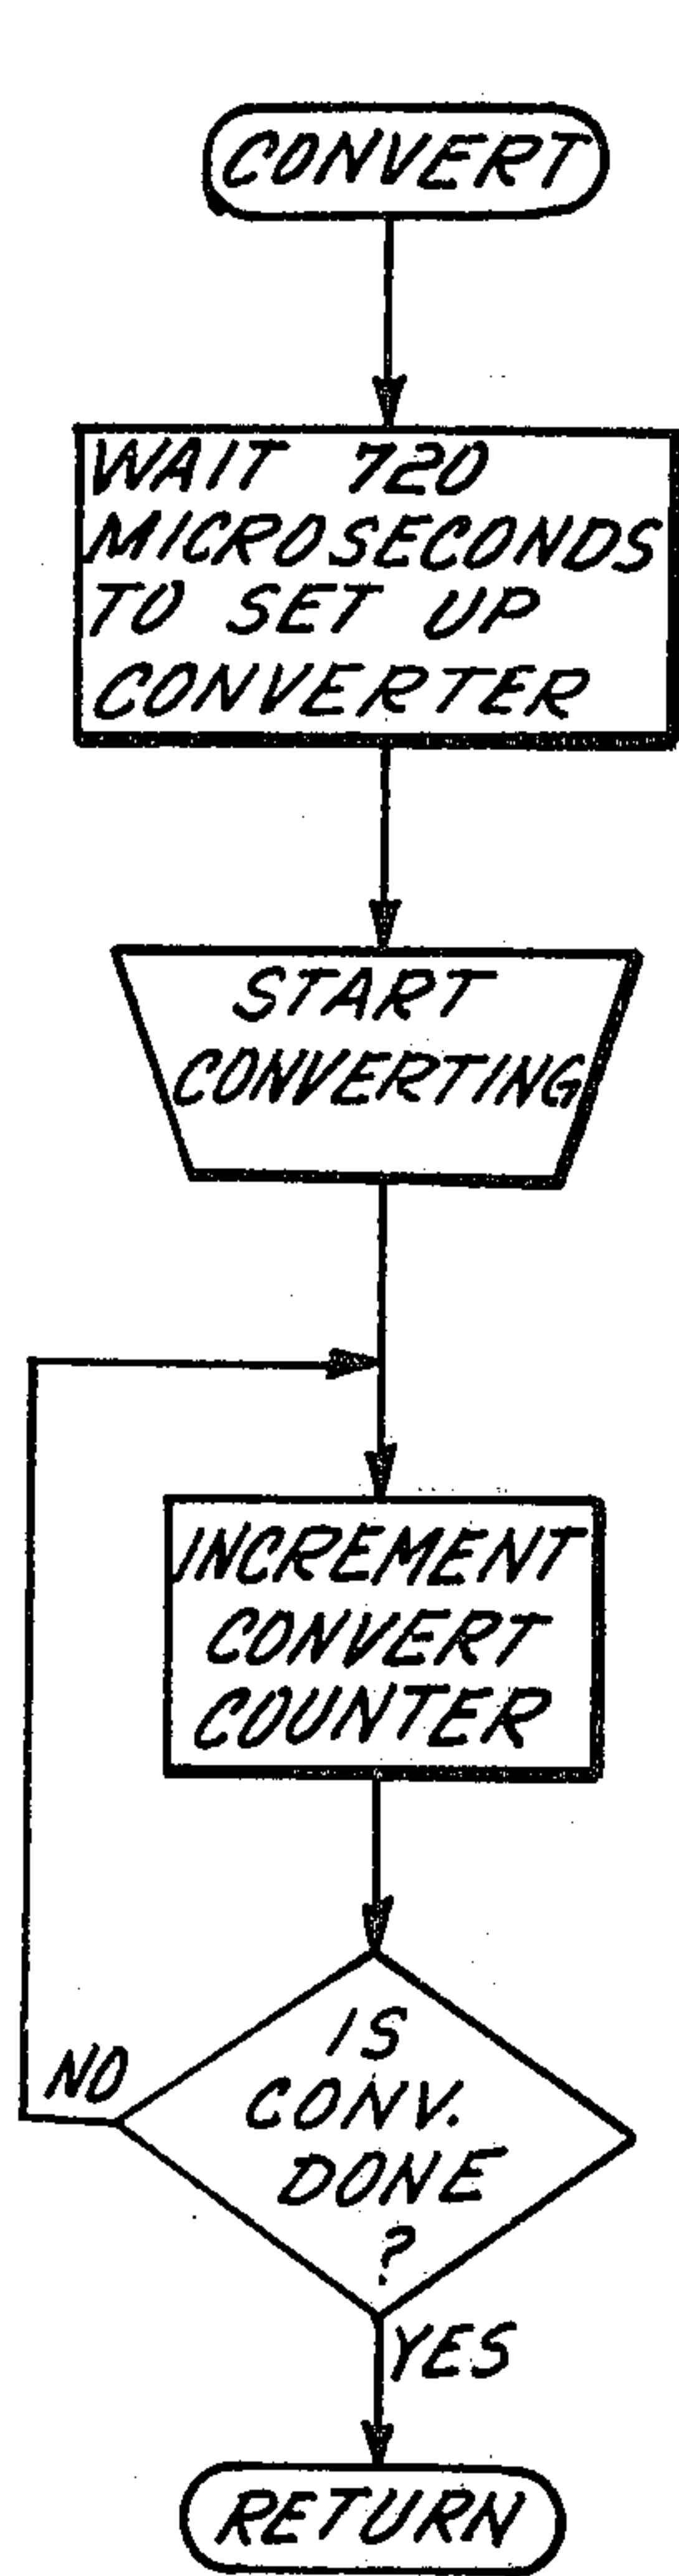 CONVERT
WAIT 720
MICROSECONDS
TO SET UP
CONVERTER
START
CONVERTING
INCREMENT
CONVERT
COUNTER
IS
CONV.
DONE
?
NO
YES
RETURN